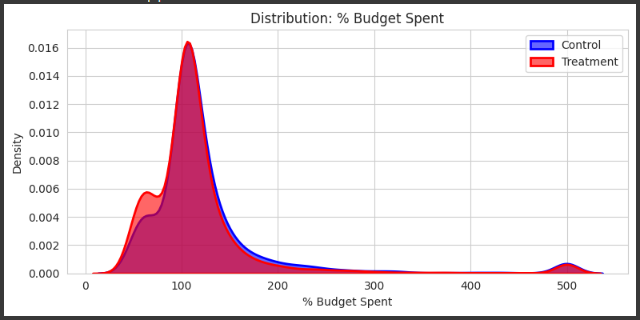 Distribution: % Budget Spent
Control
Treatment
Density
0.016
0.014
0.012
0.010
0.008
0.006
0.004
0.002
0.000
0 100 200 300 400 500
% Budget Spent